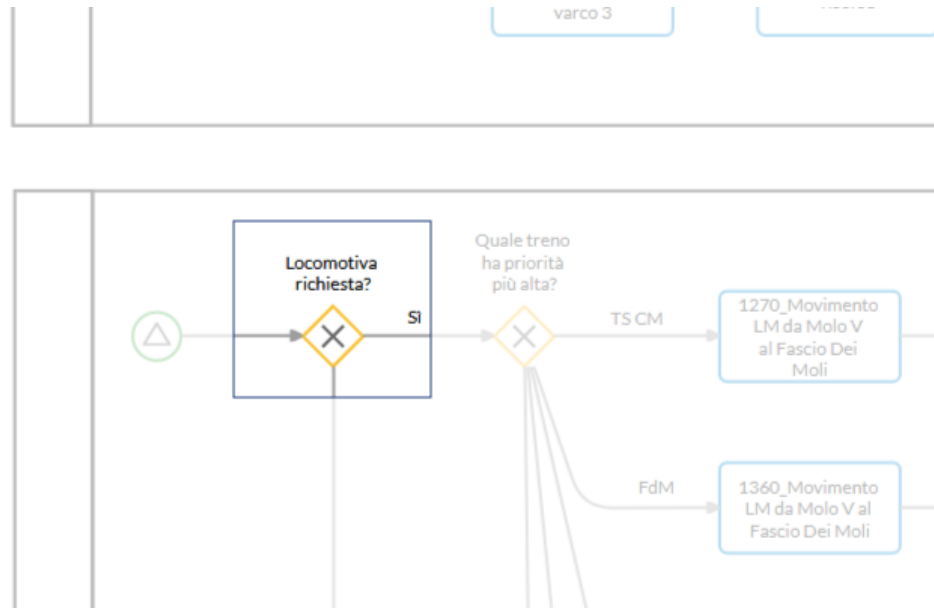 varco 3
Locomotiva
richiesta?
Sì
Quale treno
ha priorità
più alta?
TS CM
1270_Movimento
LM da Molo V
al Fascio Dei
Moli
FdM
1360_Movimento
LM da Molo V al
Fascio Dei Moli